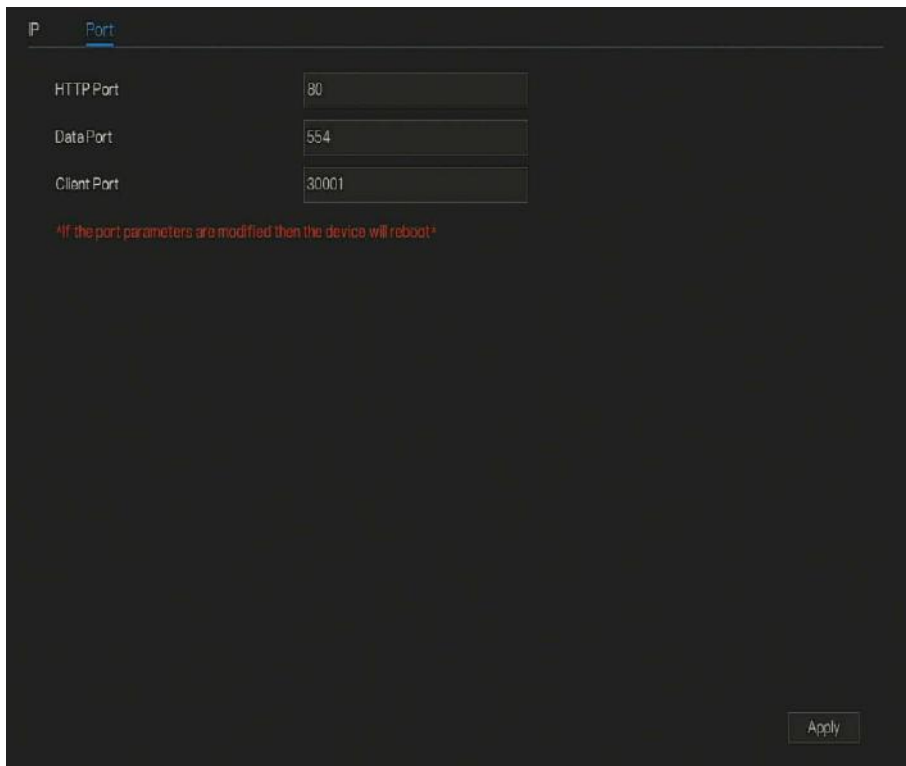 IP Port
HTTP Port 80
Data Port 554
Client Port 30001
*If the port parameters are modified then the device will reboot*
Apply